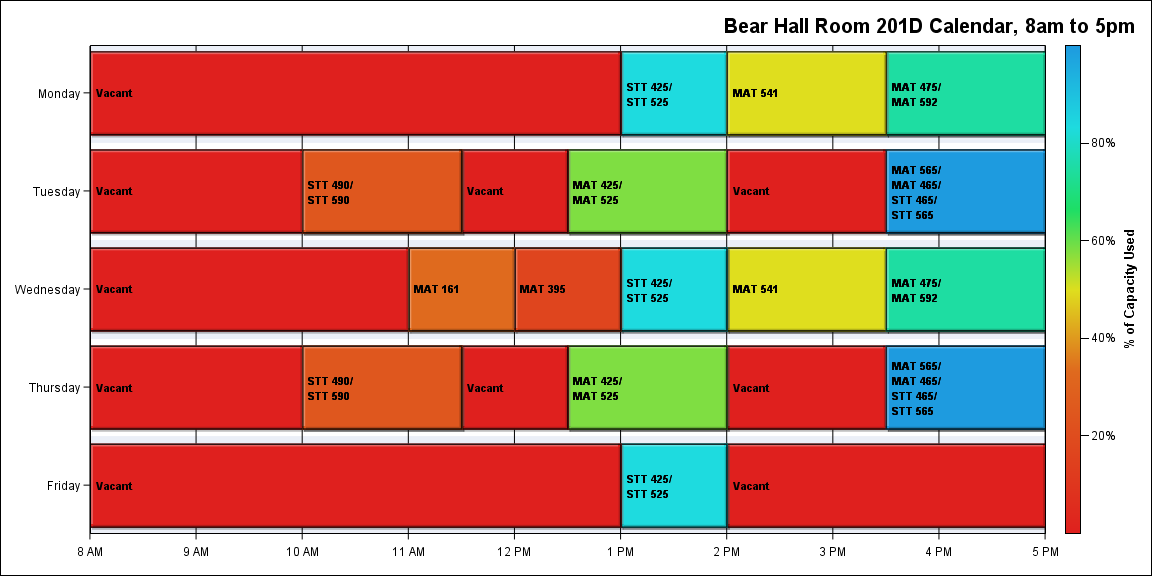 Bear Hall Room 201D Calendar, 8am to 5pm
Monday
Vacant
STT 425/
STT 525
MAT 541
MAT 475/
MAT 592
Tuesday
Vacant
STT 490/
STT 590
Vacant
MAT 425/
MAT 525
Vacant
MAT 565/
MAT 465/
STT 465/
STT 565
Wednesday
Vacant
MAT 161
MAT 395
STT 425/
STT 525
MAT 541
MAT 475/
MAT 592
Thursday
Vacant
STT 490/
STT 590
Vacant
MAT 425/
MAT 525
Vacant
MAT 565/
MAT 465/
STT 465/
STT 565
Friday
Vacant
STT 425/
STT 525
Vacant
8 AM
9 AM
10 AM
11 AM
12 PM
1 PM
2 PM
3 PM
4 PM
5 PM
80%
60%
40%
20%
% of Capacity Used